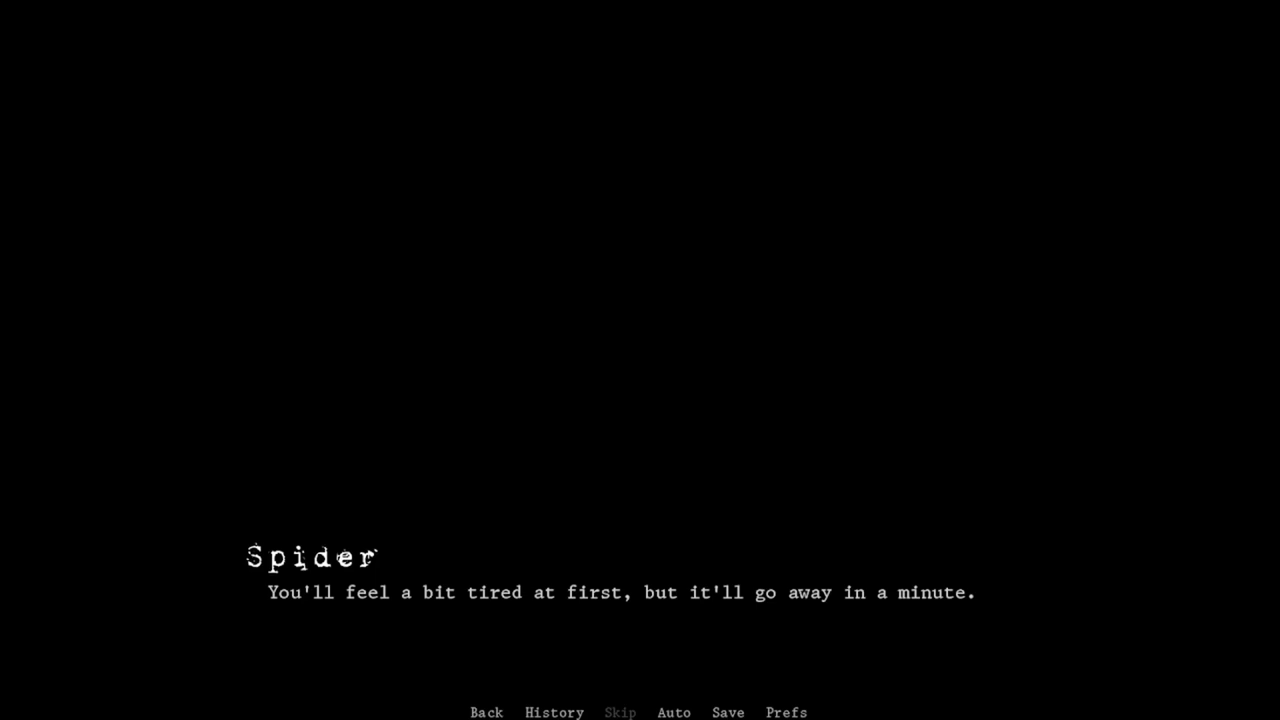 Spider
You'll feel a bit tired at first, but it'll go away in a minute.
Back History Skip Auto Save Prefs